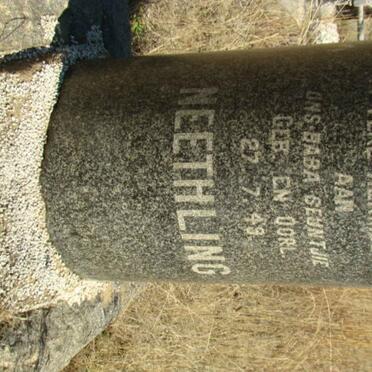 AAN
ONS BABA SEUNTJIE
GEB. EN OORL.
27.7.49
NEETHLING